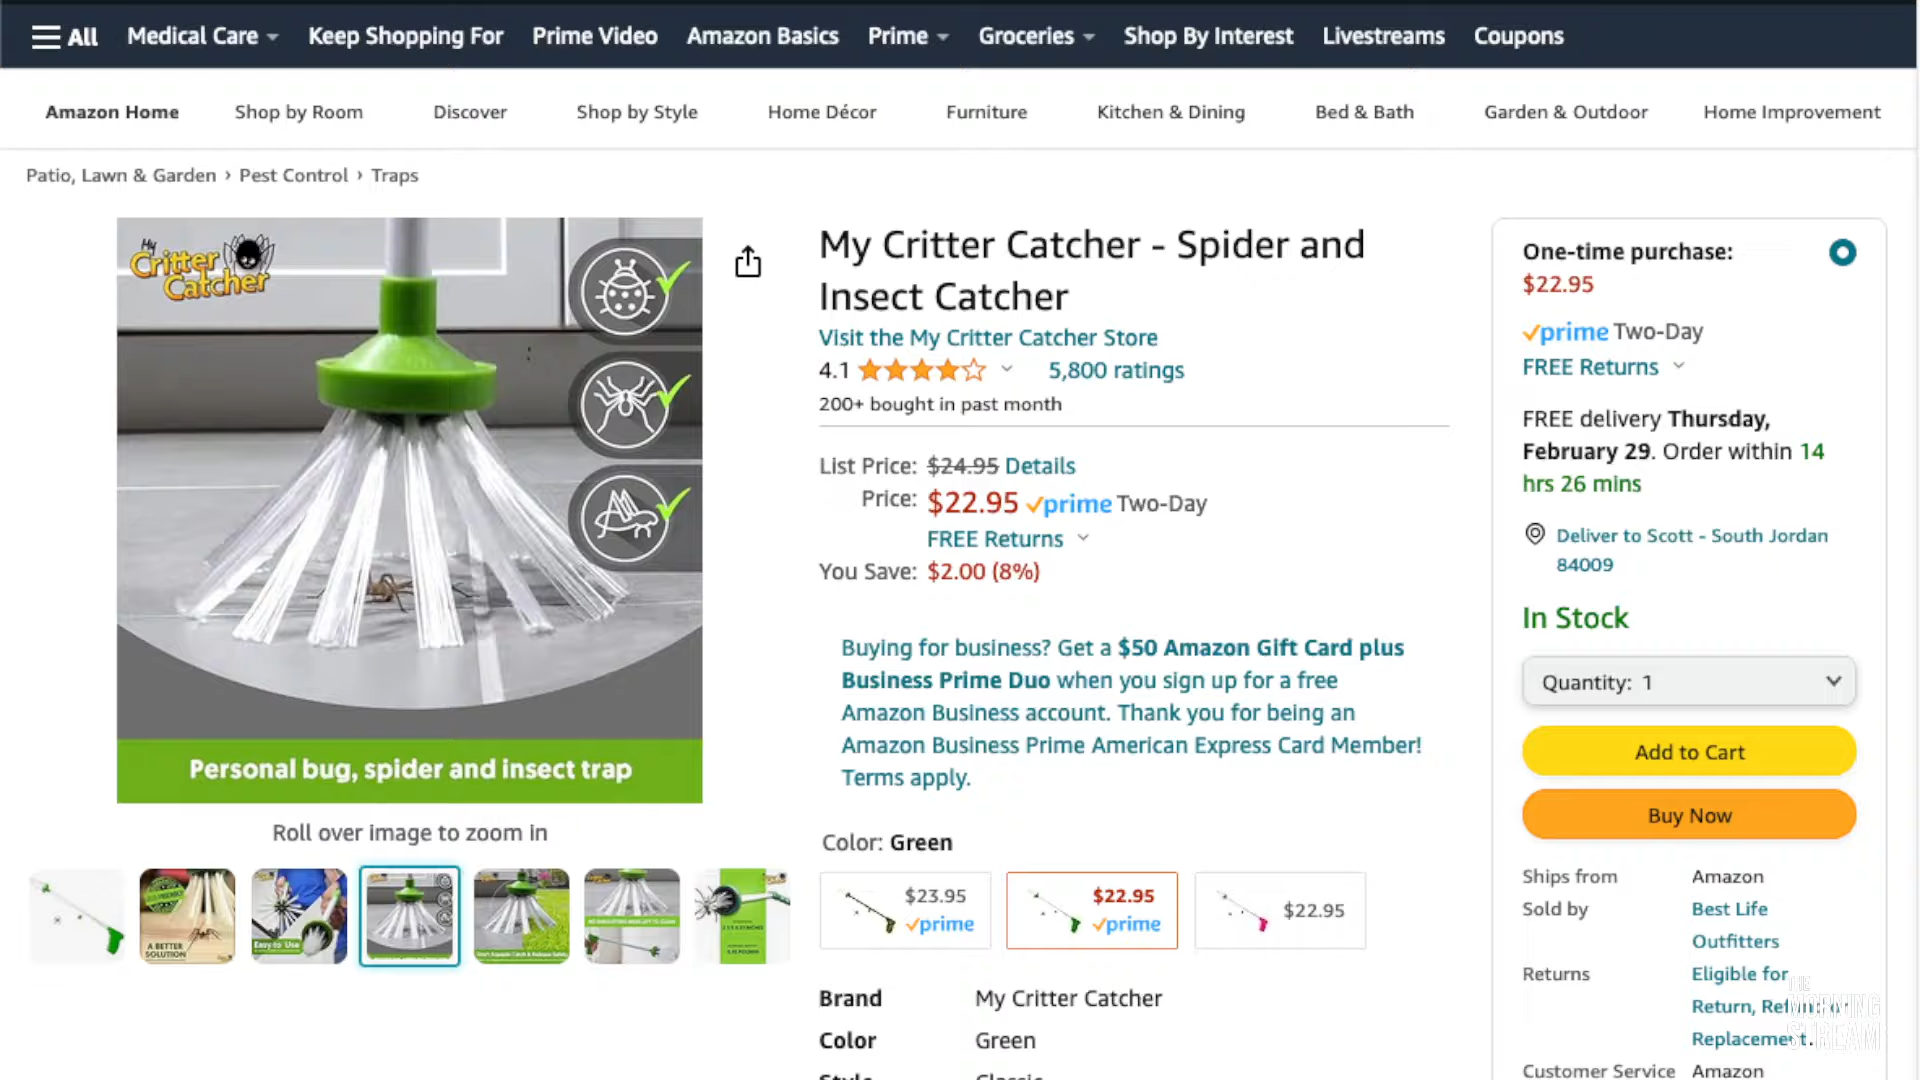 All
Medical Care
Keep Shopping For
Prime Video
Amazon Basics
Prime
Groceries
Shop By Interest
Livestreams
Coupons
Amazon Home
Shop by Room
Discover
Shop by Style
Home Décor
Furniture
Kitchen & Dining
Bed & Bath
Garden & Outdoor
Home Improvement
Patio, Lawn & Garden › Pest Control › Traps
My
Critter
Catcher
Personal bug, spider and insect trap
Roll over image to zoom in
A BETTER
SOLUTION
Easy to Use
My Critter Catcher - Spider and
Insect Catcher
Visit the My Critter Catcher Store
4.1
5,800 ratings
200+ bought in past month
List Price: $24.95 Details
Price: $22.95 prime Two-Day
FREE Returns
You Save: $2.00 (8%)
Buying for business? Get a $50 Amazon Gift Card plus
Business Prime Duo when you sign up for a free
Amazon Business account. Thank you for being an
Amazon Business Prime American Express Card Member!
Terms apply.
Color: Green
$23.95
prime
$22.95
prime
$22.95
Brand My Critter Catcher
Color Green
Style Classic
One-time purchase:
$22.95
prime Two-Day
FREE Returns
FREE delivery Thursday,
February 29. Order within 14
hrs 26 mins
Deliver to Scott - South Jordan
84009
In Stock
Quantity: 1
Add to Cart
Buy Now
Ships from Amazon
Sold by Best Life
Outfitters
Returns Eligible for
Return, Refund or
Replacement.
Customer Service Amazon
THE
MORNING
STREAM